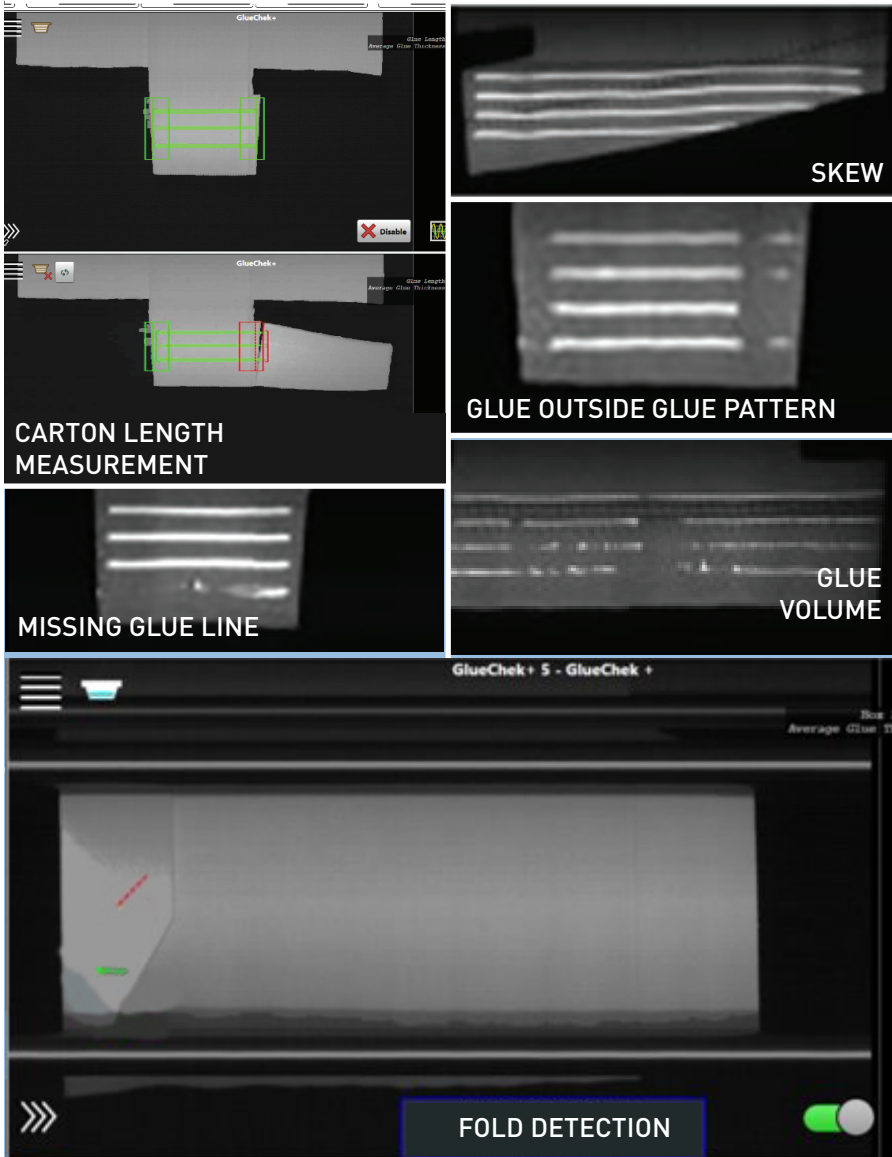 GlueChek+
Glue Length
Average Glue Thickness
Disable
GlueChek+
Glue Length
Average Glue Thickness
CARTON LENGTH
MEASUREMENT
SKEW
GLUE OUTSIDE GLUE PATTERN
MISSING GLUE LINE
GLUE
VOLUME
GlueChek+ 5 - GlueChek +
Box
Average Glue
FOLD DETECTION